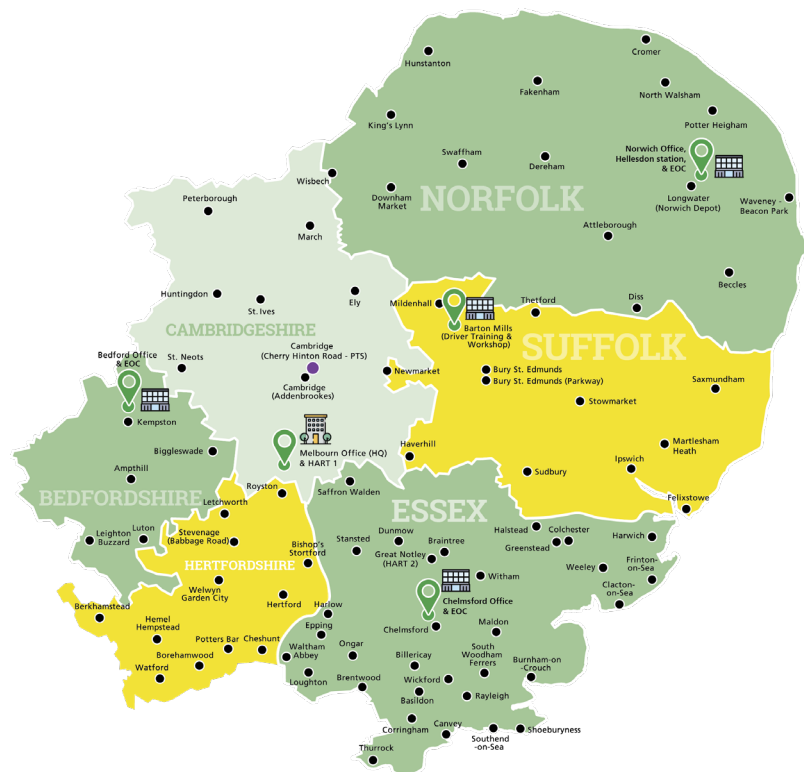 Cromer
Hunstanton
Fakenham
North Walsham
King's Lynn
Potter Heigham
Swaffham
Dereham
Norwich Office,
Hellesdon station,
& EOC
Wisbech
Downham
Market
NORFOLK
Longwater
(Norwich Depot)
Waveney -
Beacon Park
Peterborough
March
Attleborough
Beccles
Huntingdon
St. Ives
Ely
Mildenhall
Thetford
Diss
CAMBRIDGESHIRE
Barton Mills
(Driver Training &
Workshop)
SUFFOLK
Bedford Office
& EOC
St. Neots
Cambridge
(Cherry Hinton Road - PTS)
Cambridge
(Addenbrookes)
Newmarket
Bury St. Edmunds
Bury St. Edmunds (Parkway)
Saxmundham
Stowmarket
Kempston
Biggleswade
Melbourn Office (HQ)
& HART 1
Haverhill
Martlesham
Heath
Ipswich
Sudbury
Ampthill
Royston
Saffron Walden
Felixstowe
BEDFORDSHIRE
Letchworth
ESSEX
Leighton
Buzzard
Luton
Stevenage
(Babbage Road)
Bishop's
Stortford
Stansted
Dunmow
Great Notley
(HART 2)
Braintree
Halstead
Colchester
Greenstead
Harwich
HERTFORDSHIRE
Welwyn
Garden City
Witham
Weeley
Frinton-
on-Sea
Clacton-
on-Sea
Berkhamstead
Hertford
Harlow
Chelmsford Office
& EOC
Hemel
Hempstead
Epping
Chelmsford
Maldon
Potters Bar
Cheshunt
Waltham
Abbey
Ongar
Billericay
South
Woodham
Ferrers
Burnham-on
-Crouch
Borehamwood
Watford
Loughton
Brentwood
Wickford
Basildon
Rayleigh
Corringham
Canvey
Southend
-on-Sea
Shoeburyness
Thurrock